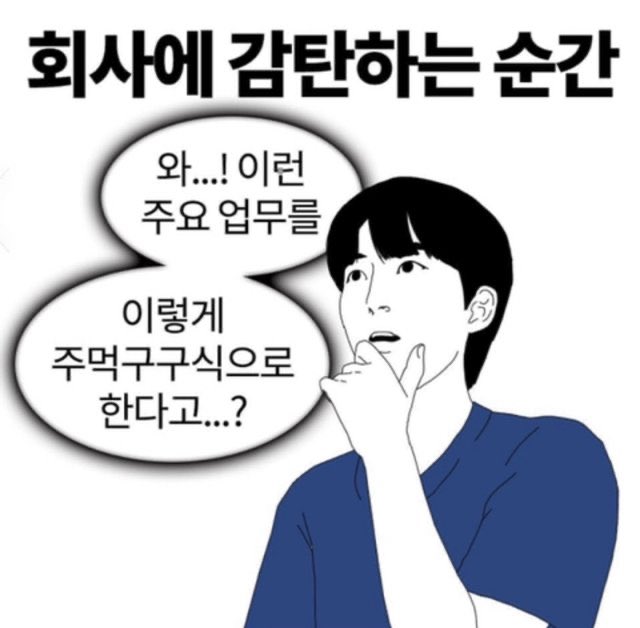 회사에 감탄하는 순간
와...! 이런
주요 업무를
이렇게
주먹구구식으로
한다고...?